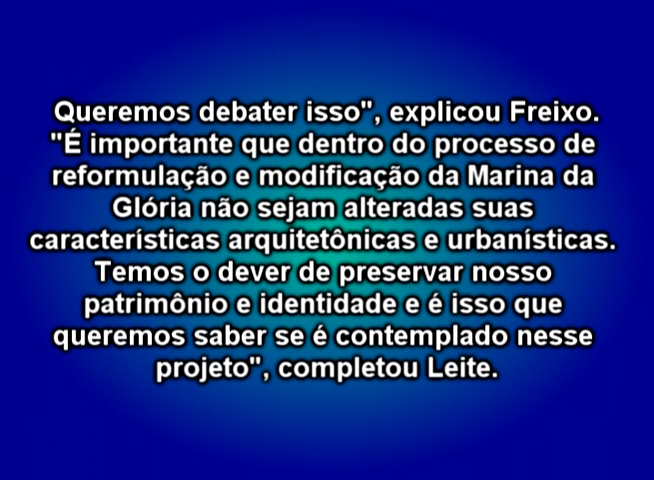 Queremos debater isso", explicou Freixo.
"É importante que dentro do processo de
reformulação e modificação da Marina da
Glória não sejam alteradas suas
características arquitetônicas e urbanísticas.
Temos o dever de preservar nosso
patrimônio e identidade e é isso que
queremos saber se é contemplado nesse
projeto", completou Leite.